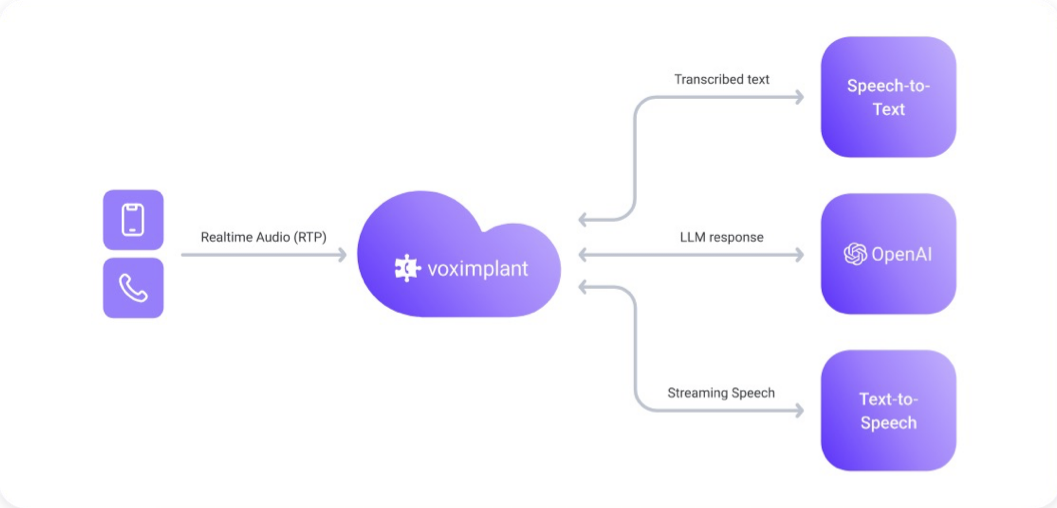 Transcribed text
Speech-to-
Text
Realtime Audio (RTP)
voximplant
LLM response
OpenAI
Streaming Speech
Text-to-
Speech